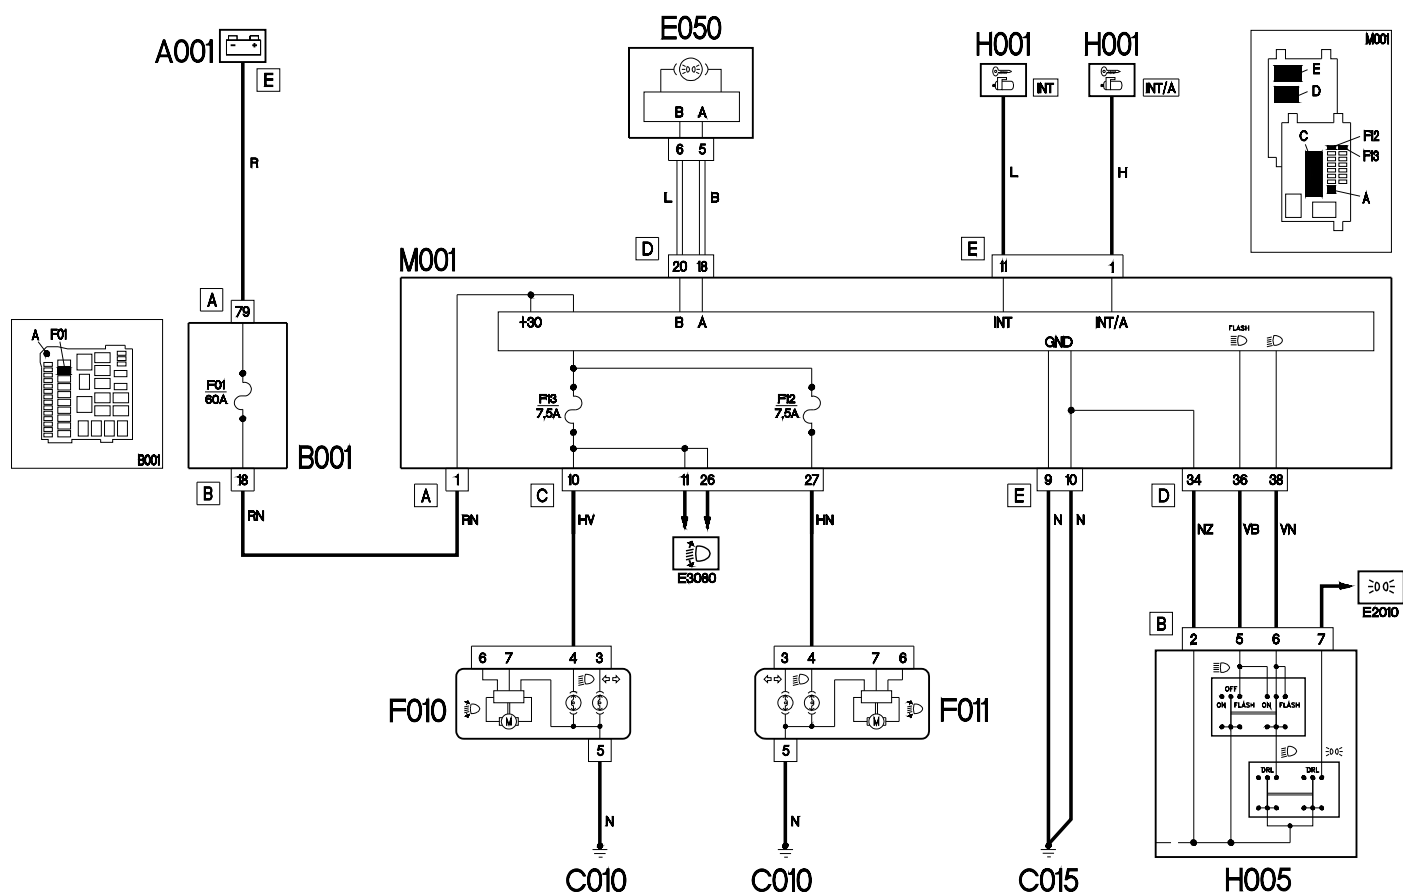 A001
E
R
A
79
F01
60A
B001
B
18
RN
A F01
B001
E050
B A
6 5
L B
D
20 18
M001
H001
INT
L
H001
INT/A
H
E
11 1
M001
E
D
C
F12
F13
A
+30
B A
INT
INT/A
GND
FLASH
F13
7,5A
F12
7,5A
A
1
RN
C
10 11 26 27
HV
HN
E3080
E
9 10
N N
D
34 36 38
NZ VB VN
E2010
6 7 4 3
F010
M
5
N
C010
3 4 7 6
F011
M
5
N
C010
C015
B
2 5 6 7
OFF
ON FLASH ON FLASH
DRL DRL
H005